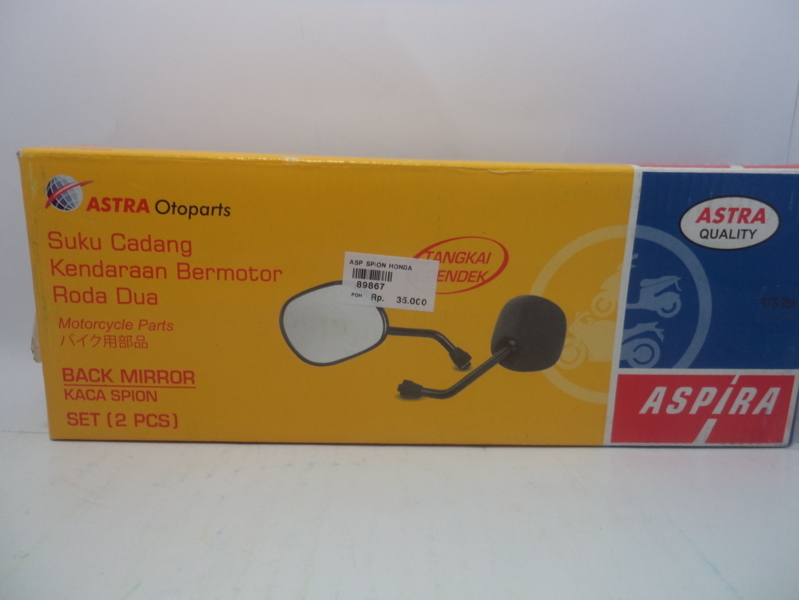 ASTRA Otoparts
Suku Cadang
Kendaraan Bermotor
Roda Dua
Motorcycle Parts
バイク用部品
BACK MIRROR
KACA SPION
SET (2 PCS)
TANGKAI
ENDEK
ASP SPION HONDA
89867
Rp. 35.000
ASTRA
QUALITY
ASPIRA